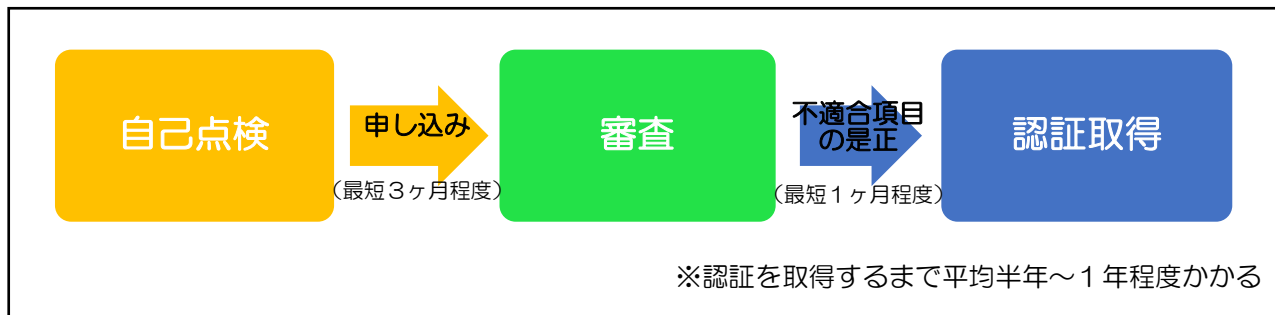 自己点検
申し込み
(最短3ヶ月程度)
審査
不適合項目
の是正
(最短1ヶ月程度)
認証取得
※認証を取得するまで平均半年～1年程度かかる